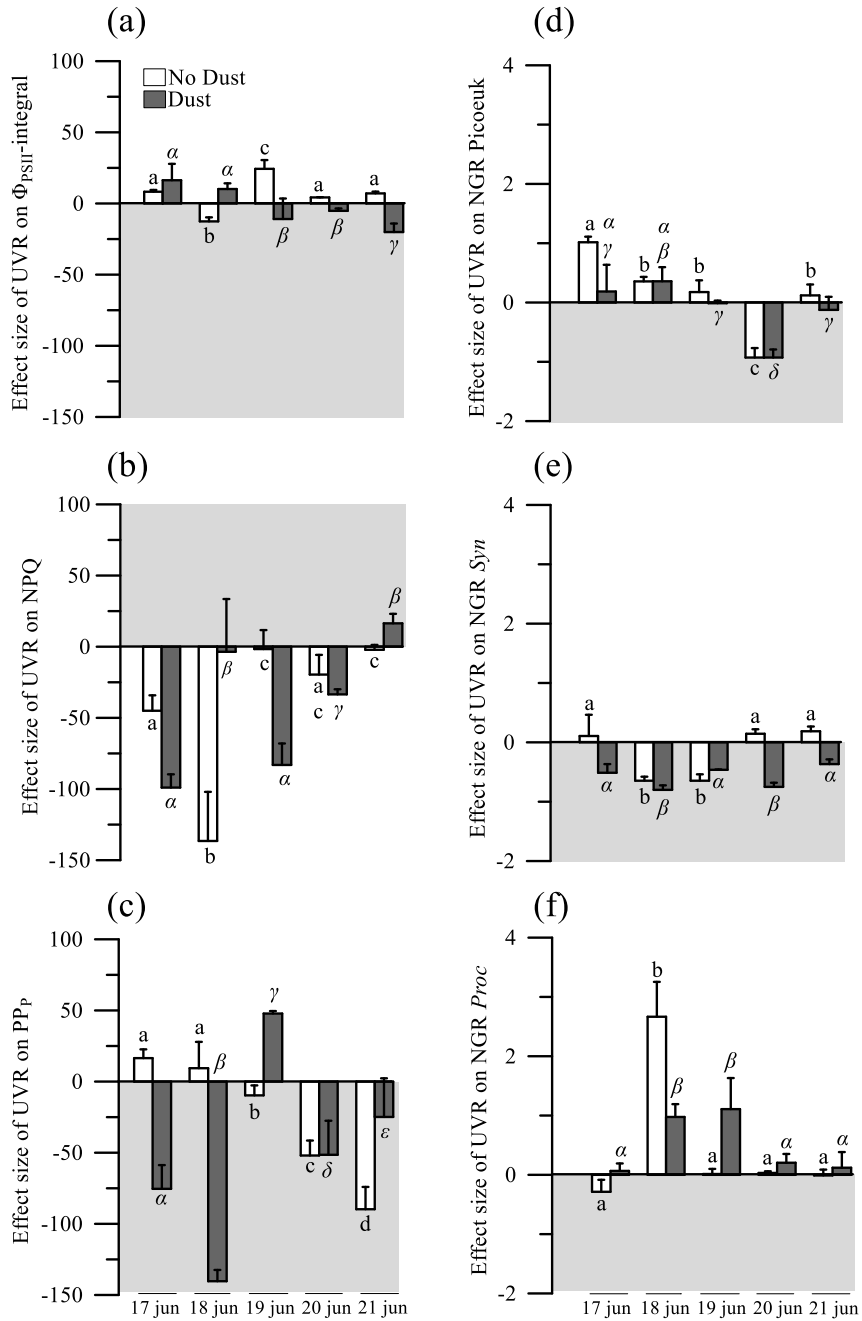 (a)
Effect size of UVR on ΦPSII-integral
100
50
0
-50
-100
-150
No Dust
Dust
a α
b α
c β
a β
a γ
(b)
Effect size of UVR on NPQ
100
50
0
-50
-100
-150
a α
b β
c α
a
c γ
c β
(c)
Effect size of UVR on PPP
100
50
0
-50
-100
-150
a α
a β
b γ
c δ
d ε
17 jun 18 jun 19 jun 20 jun 21 jun
(d)
Effect size of UVR on NGR Picoeuk
4
2
0
-2
a α
γ
b α
β
b γ
c δ
b γ
(e)
Effect size of UVR on NGR Syn
4
2
0
-2
a α
b β
b α
a β
a α
(f)
Effect size of UVR on NGR Proc
4
2
0
-2
a α
b β
a β
a α
a α
17 jun 18 jun 19 jun 20 jun 21 jun